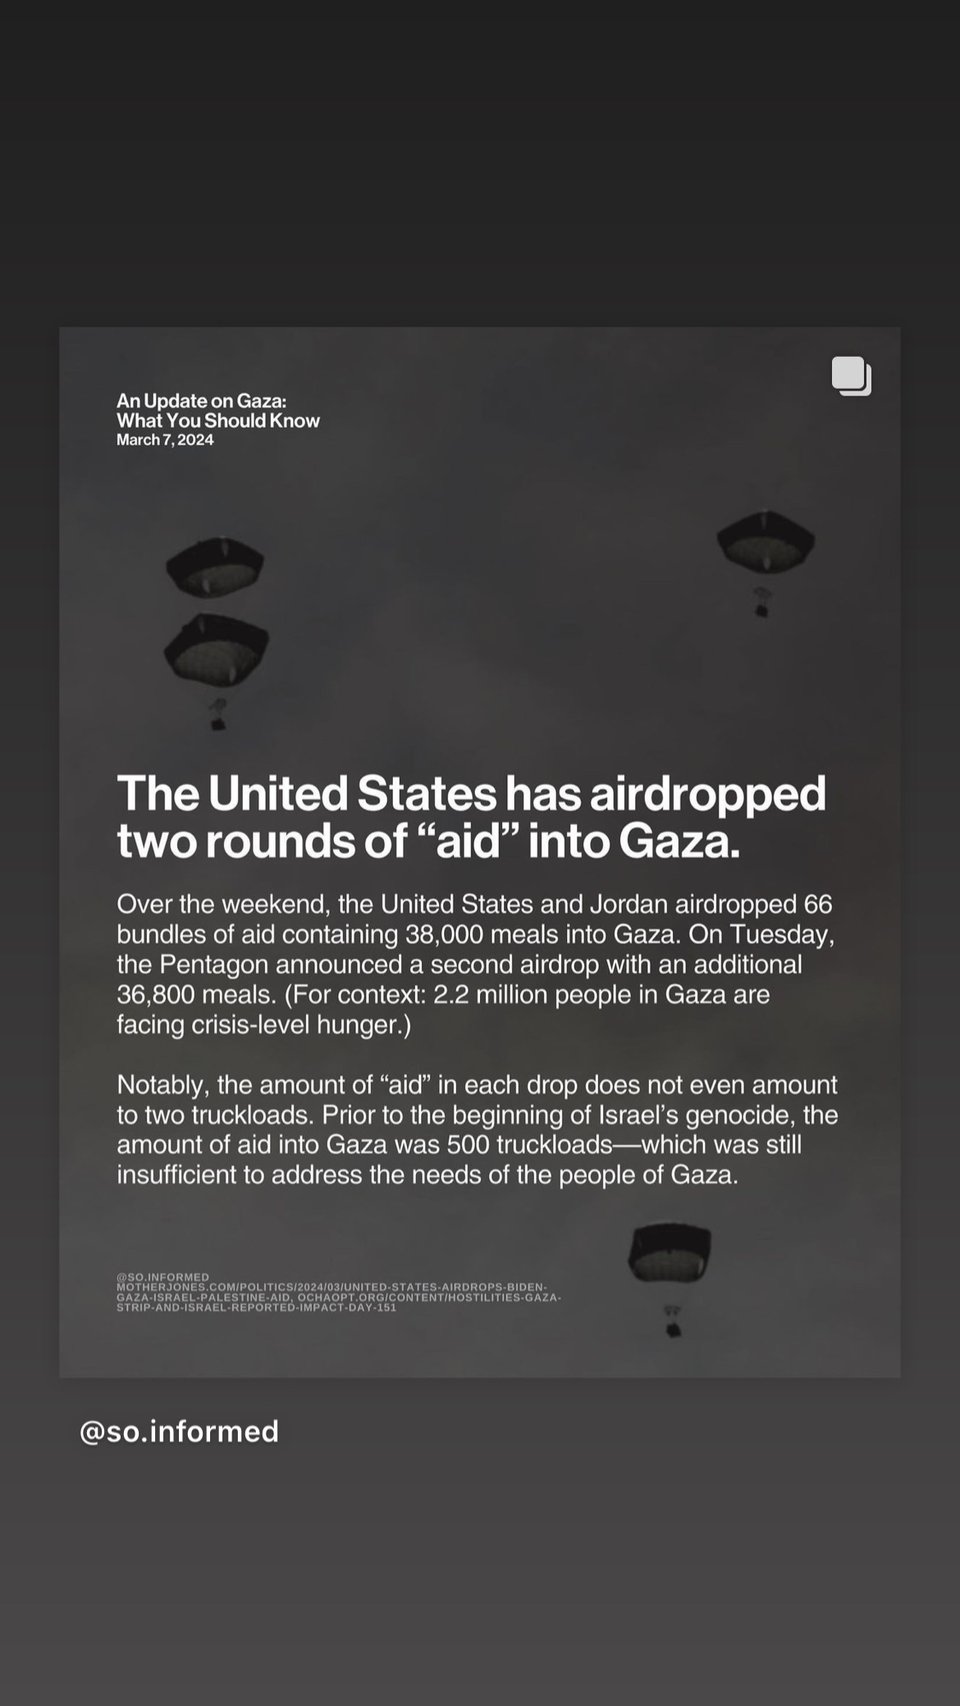 An Update on Gaza:
What You Should Know
March 7, 2024
The United States has airdropped
two rounds of “aid” into Gaza.
Over the weekend, the United States and Jordan airdropped 66
bundles of aid containing 38,000 meals into Gaza. On Tuesday,
the Pentagon announced a second airdrop with an additional
36,800 meals. (For context: 2.2 million people in Gaza are
facing crisis-level hunger.)
Notably, the amount of “aid” in each drop does not even amount
to two truckloads. Prior to the beginning of Israel’s genocide, the
amount of aid into Gaza was 500 truckloads—which was still
insufficient to address the needs of the people of Gaza.
@SO.INFORMED
MOTHERJONES.COM/POLITICS/2024/03/UNITED-STATES-AIRDROPS-BIDEN-
GAZA-ISRAEL-PALESTINE-AID, OCHAOPT.ORG/CONTENT/HOSTILITIES-GAZA-
STRIP-AND-ISRAEL-REPORTED-IMPACT-DAY-151
@so.informed